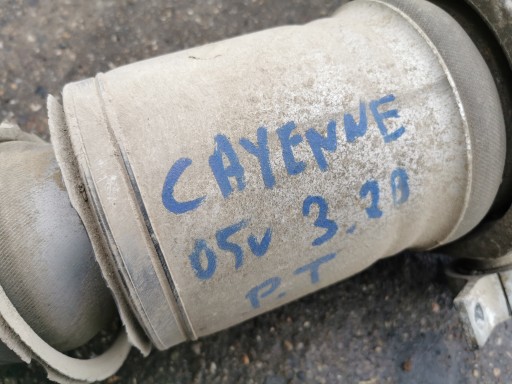 CAYENNE
05v 3.2B
P.T